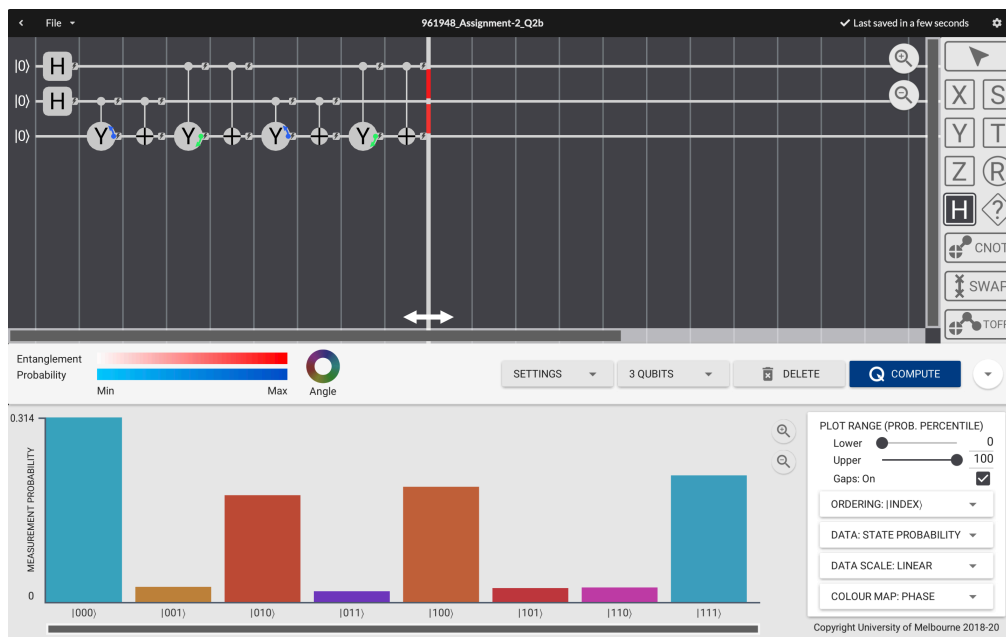 File
961948_Assignment-2_Q2b
Last saved in a few seconds
|0⟩ H
|0⟩ H
|0⟩ Y Y Y Y
X S
Y T
Z R
H ?
CNOT
SWAP
TOFF
Entanglement
Probability
Min Max Angle
SETTINGS 3 QUBITS DELETE COMPUTE
0.314
MEASUREMENT PROBABILITY
0
|000⟩ |001⟩ |010⟩ |011⟩ |100⟩ |101⟩ |110⟩ |111⟩
PLOT RANGE (PROB. PERCENTILE)
Lower 0
Upper 100
Gaps: On
ORDERING: |INDEX⟩
DATA: STATE PROBABILITY
DATA SCALE: LINEAR
COLOUR MAP: PHASE
Copyright University of Melbourne 2018-20